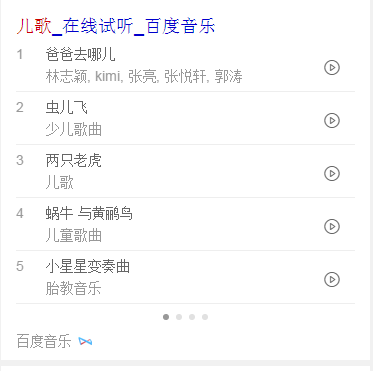 儿歌_在线试听_百度音乐
1 爸爸去哪儿
林志颖, kimi, 张亮, 张悦轩, 郭涛
2 虫儿飞
少儿歌曲
3 两只老虎
儿歌
4 蜗牛 与黄鹂鸟
儿童歌曲
5 小星星变奏曲
胎教音乐
百度音乐